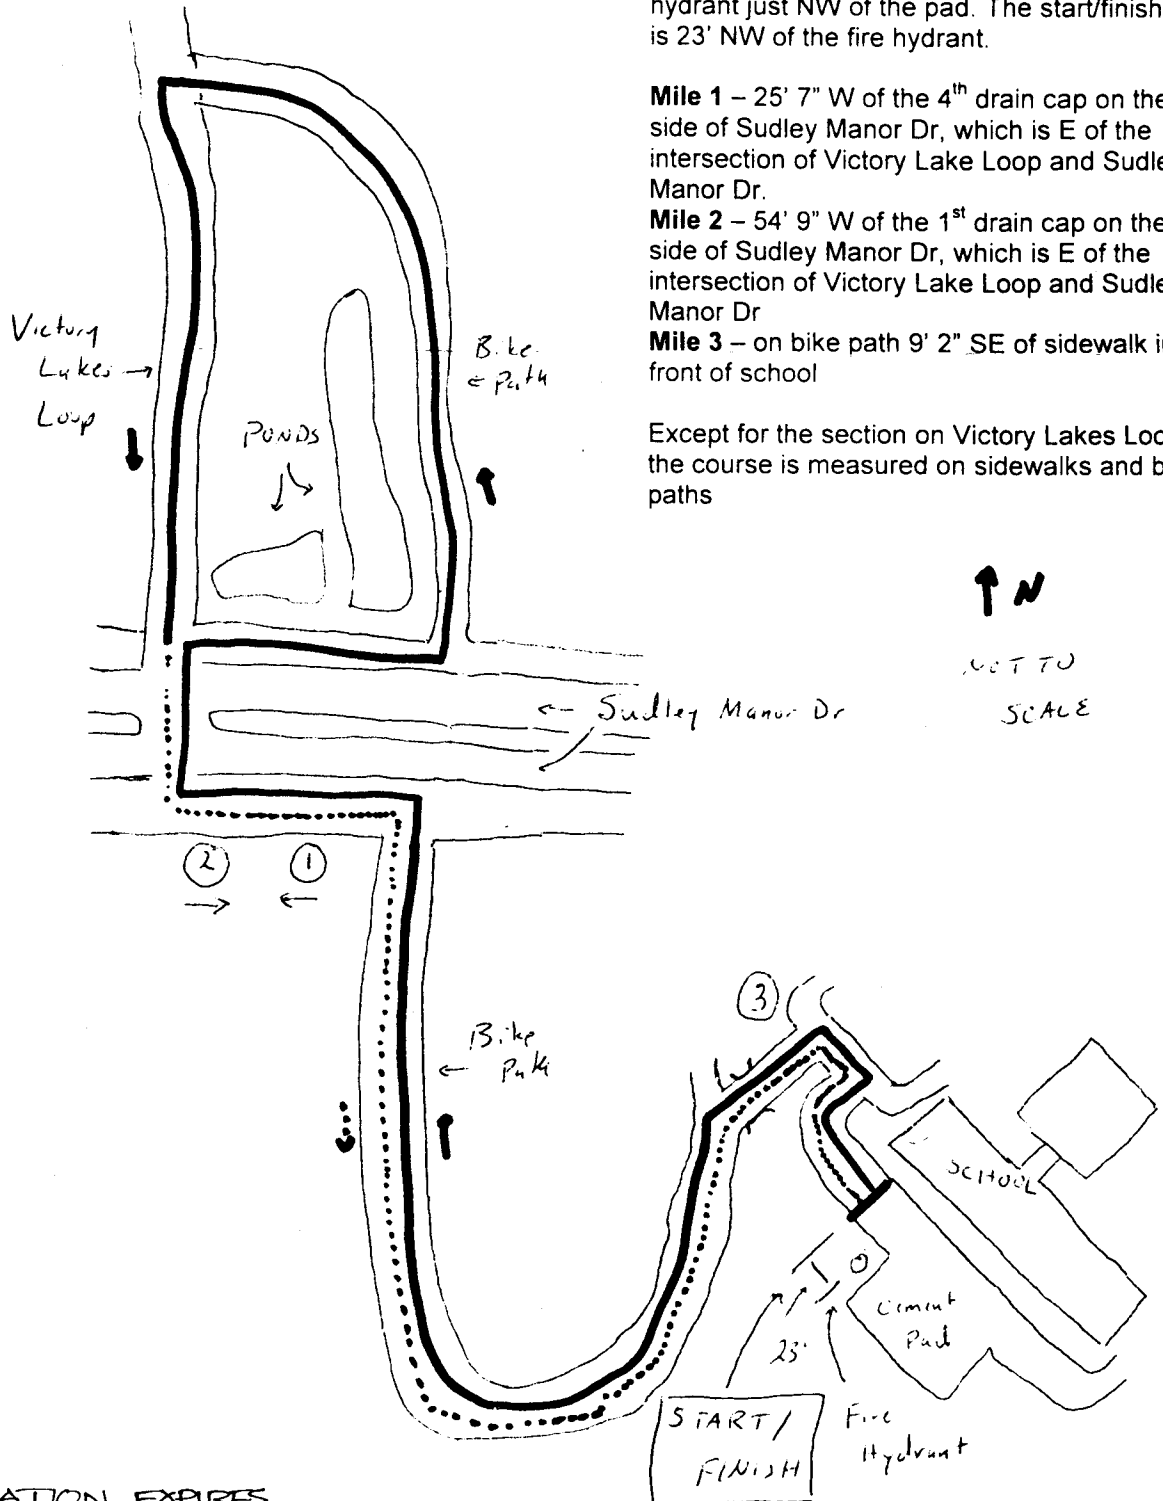 hydrant just NW of the pad. The start/finish
is 23' NW of the fire hydrant.
Mile 1 – 25' 7" W of the 4th drain cap on the
side of Sudley Manor Dr, which is E of the
intersection of Victory Lake Loop and Sudle
Manor Dr.
Mile 2 – 54' 9" W of the 1st drain cap on the
side of Sudley Manor Dr, which is E of the
intersection of Victory Lake Loop and Sudle
Manor Dr
Mile 3 – on bike path 9' 2" SE of sidewalk i
front of school
Except for the section on Victory Lakes Loo
the course is measured on sidewalks and b
paths
Victory
Lakes →
Loop
PONDS
Bike
← Path
N
NOT TO
SCALE
← Sudley Manor Dr
2
1
3
Bike
← Path
SCHOOL
Cement
Pad
23'
START/
FINISH
Fire
Hydrant
ATION EXPIRES